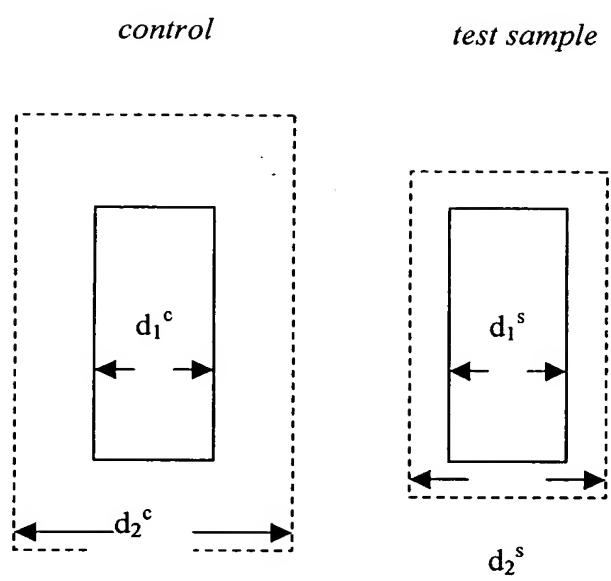 control
test sample
d₁ᶜ
d₁ˢ
d₂ᶜ
d₂ˢ